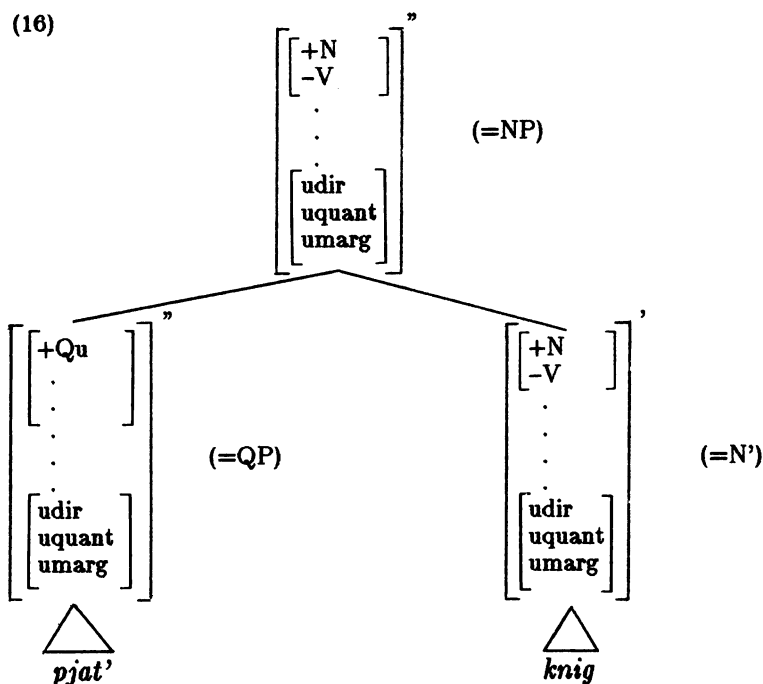 (16)
”
+N
–V
.
.
.
(=NP)
udir
uquant
umarg
”
’
+Qu
.
.
.
.
.
+N
–V
.
.
.
.
(=QP)
(=N’)
udir
uquant
umarg
udir
uquant
umarg
pjat’
knig